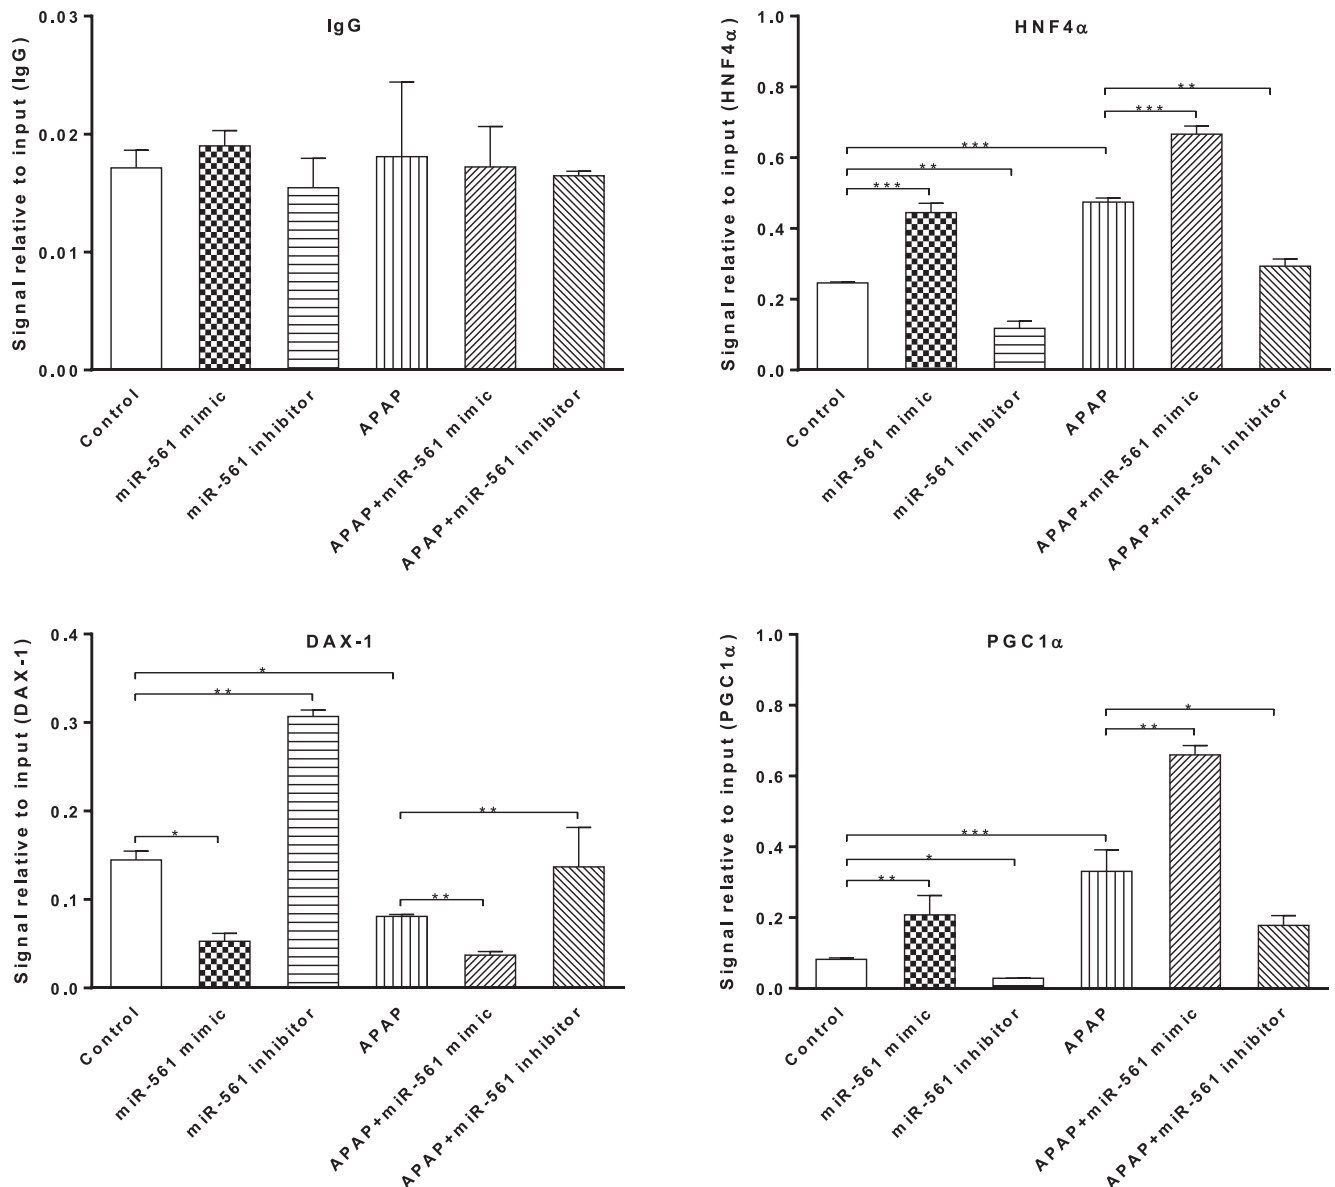 IgG
Signal relative to input (IgG)
0.03
0.02
0.01
0.00
Control
miR-561 mimic
miR-561 inhibitor
APAP
APAP+miR-561 mimic
APAP+miR-561 inhibitor
HNF4α
Signal relative to input (HNF4α)
1.0
0.8
0.6
0.4
0.2
0.0
**
***
***
**
***
Control
miR-561 mimic
miR-561 inhibitor
APAP
APAP+miR-561 mimic
APAP+miR-561 inhibitor
DAX-1
Signal relative to input (DAX-1)
0.4
0.3
0.2
0.1
0.0
*
**
**
*
**
Control
miR-561 mimic
miR-561 inhibitor
APAP
APAP+miR-561 mimic
APAP+miR-561 inhibitor
PGC1α
Signal relative to input (PGC1α)
1.0
0.8
0.6
0.4
0.2
0.0
*
**
***
*
**
Control
miR-561 mimic
miR-561 inhibitor
APAP
APAP+miR-561 mimic
APAP+miR-561 inhibitor